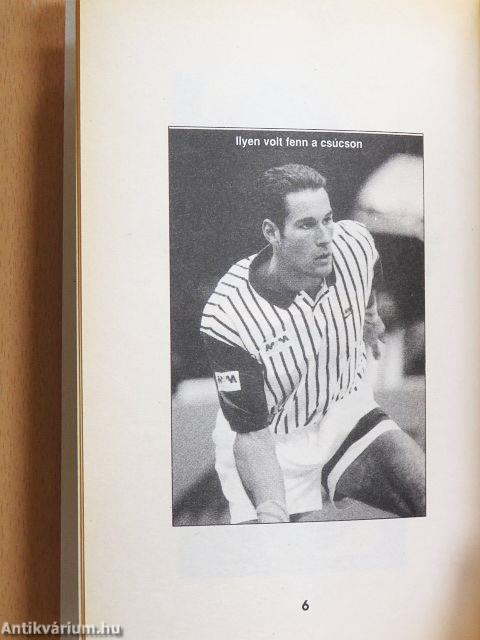 Ilyen volt fenn a csúcson
6
Antikvárium.hu